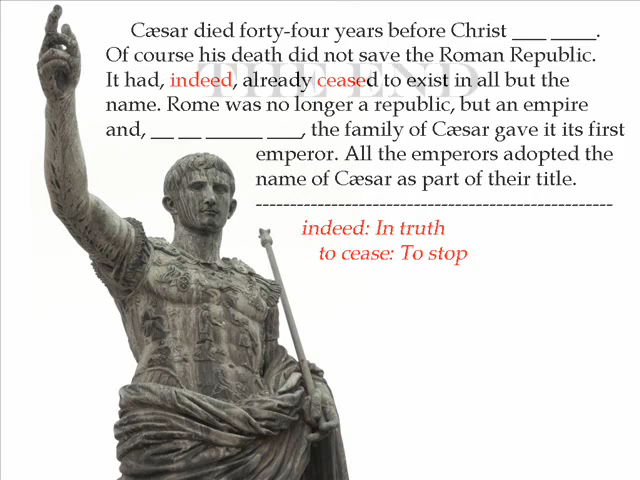 Cæsar died forty-four years before Christ ___ ____.
Of course his death did not save the Roman Republic.
It had, indeed, already ceased to exist in all but the
THE END
name. Rome was no longer a republic, but an empire
and, __ __ _____ ___, the family of Cæsar gave it its first
emperor. All the emperors adopted the
name of Cæsar as part of their title.
----------------------------------------------------
indeed: In truth
to cease: To stop